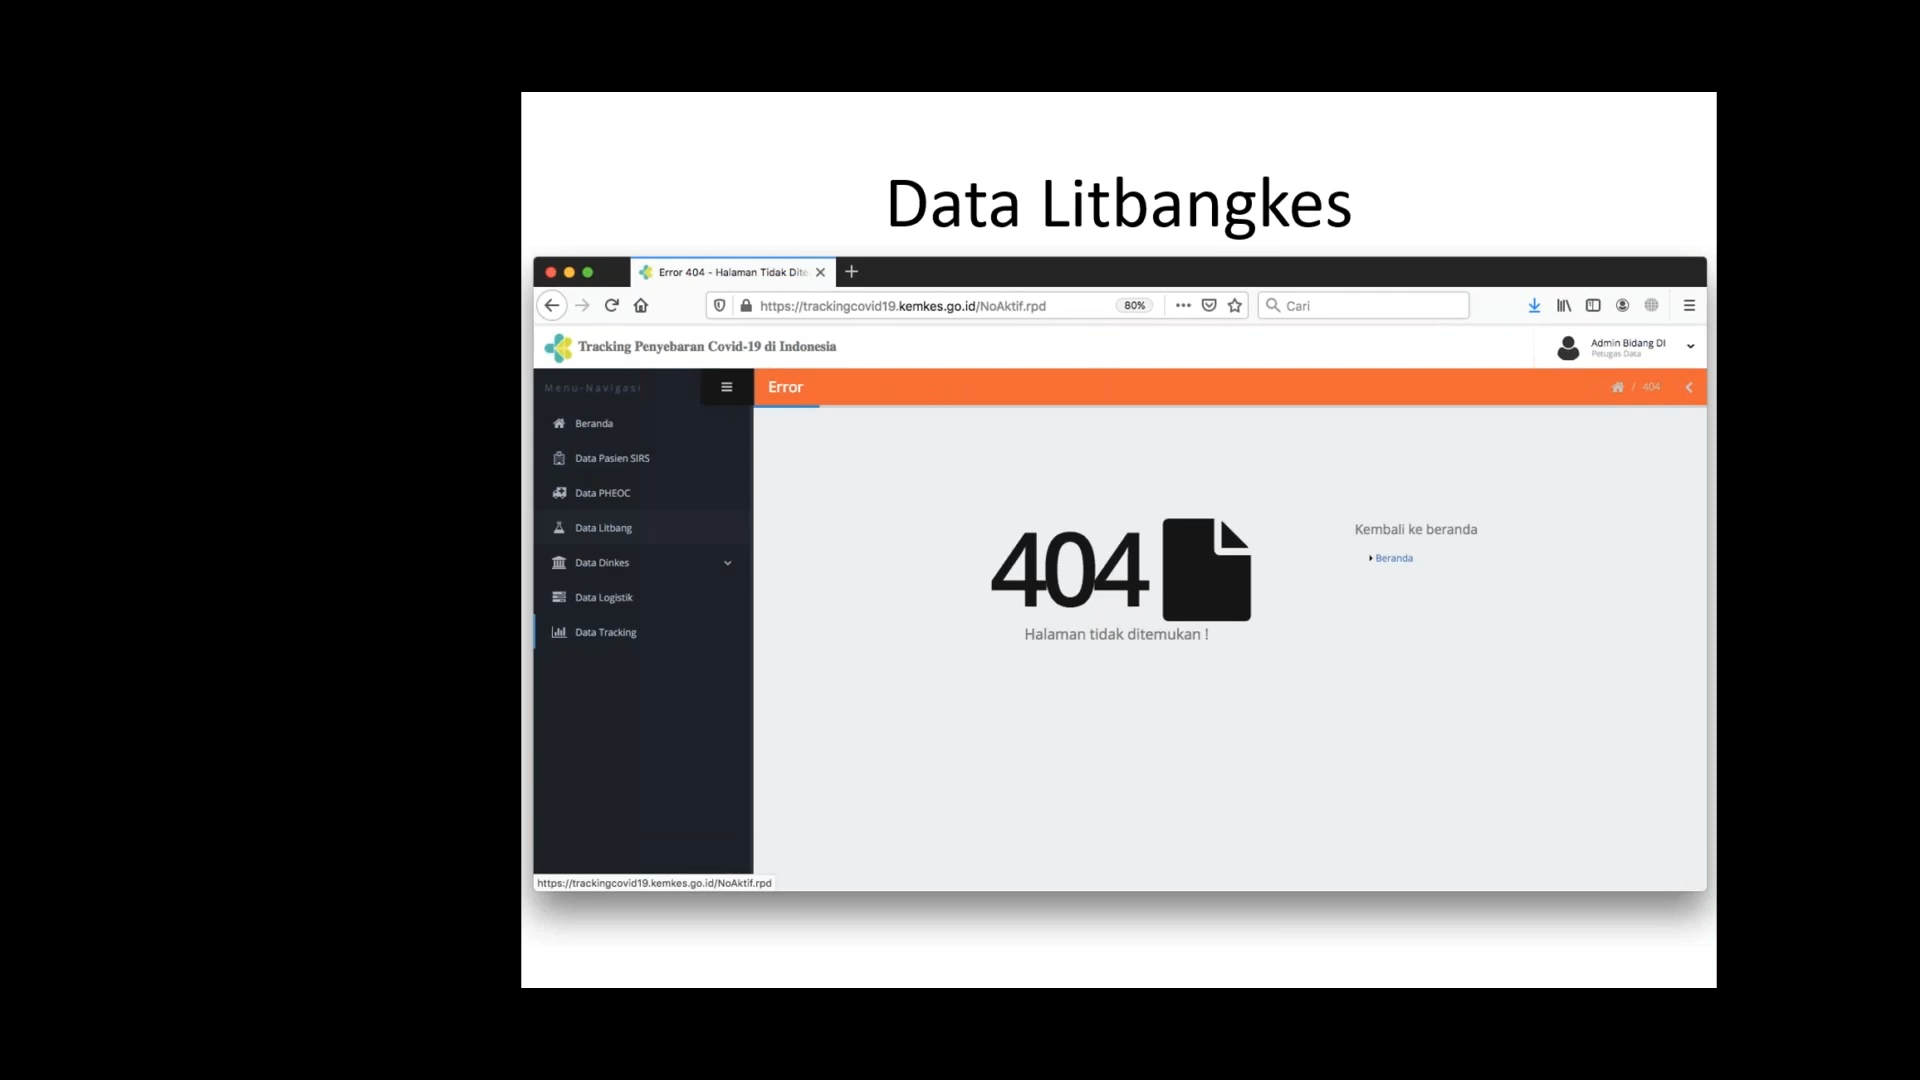 Data Litbangkes
Error 404 - Halaman Tidak Dite
https://trackingcovid19.kemkes.go.id/NoAktif.rpd
80%
Cari
Tracking Penyebaran Covid-19 di Indonesia
Admin Bidang DI
Petugas Data
Menu-Navigasi
Error
/ 404
Beranda
Data Pasien SIRS
Data PHEOC
Data Litbang
Data Dinkes
Data Logistik
Data Tracking
404
Halaman tidak ditemukan !
Kembali ke beranda
Beranda
https://trackingcovid19.kemkes.go.id/NoAktif.rpd